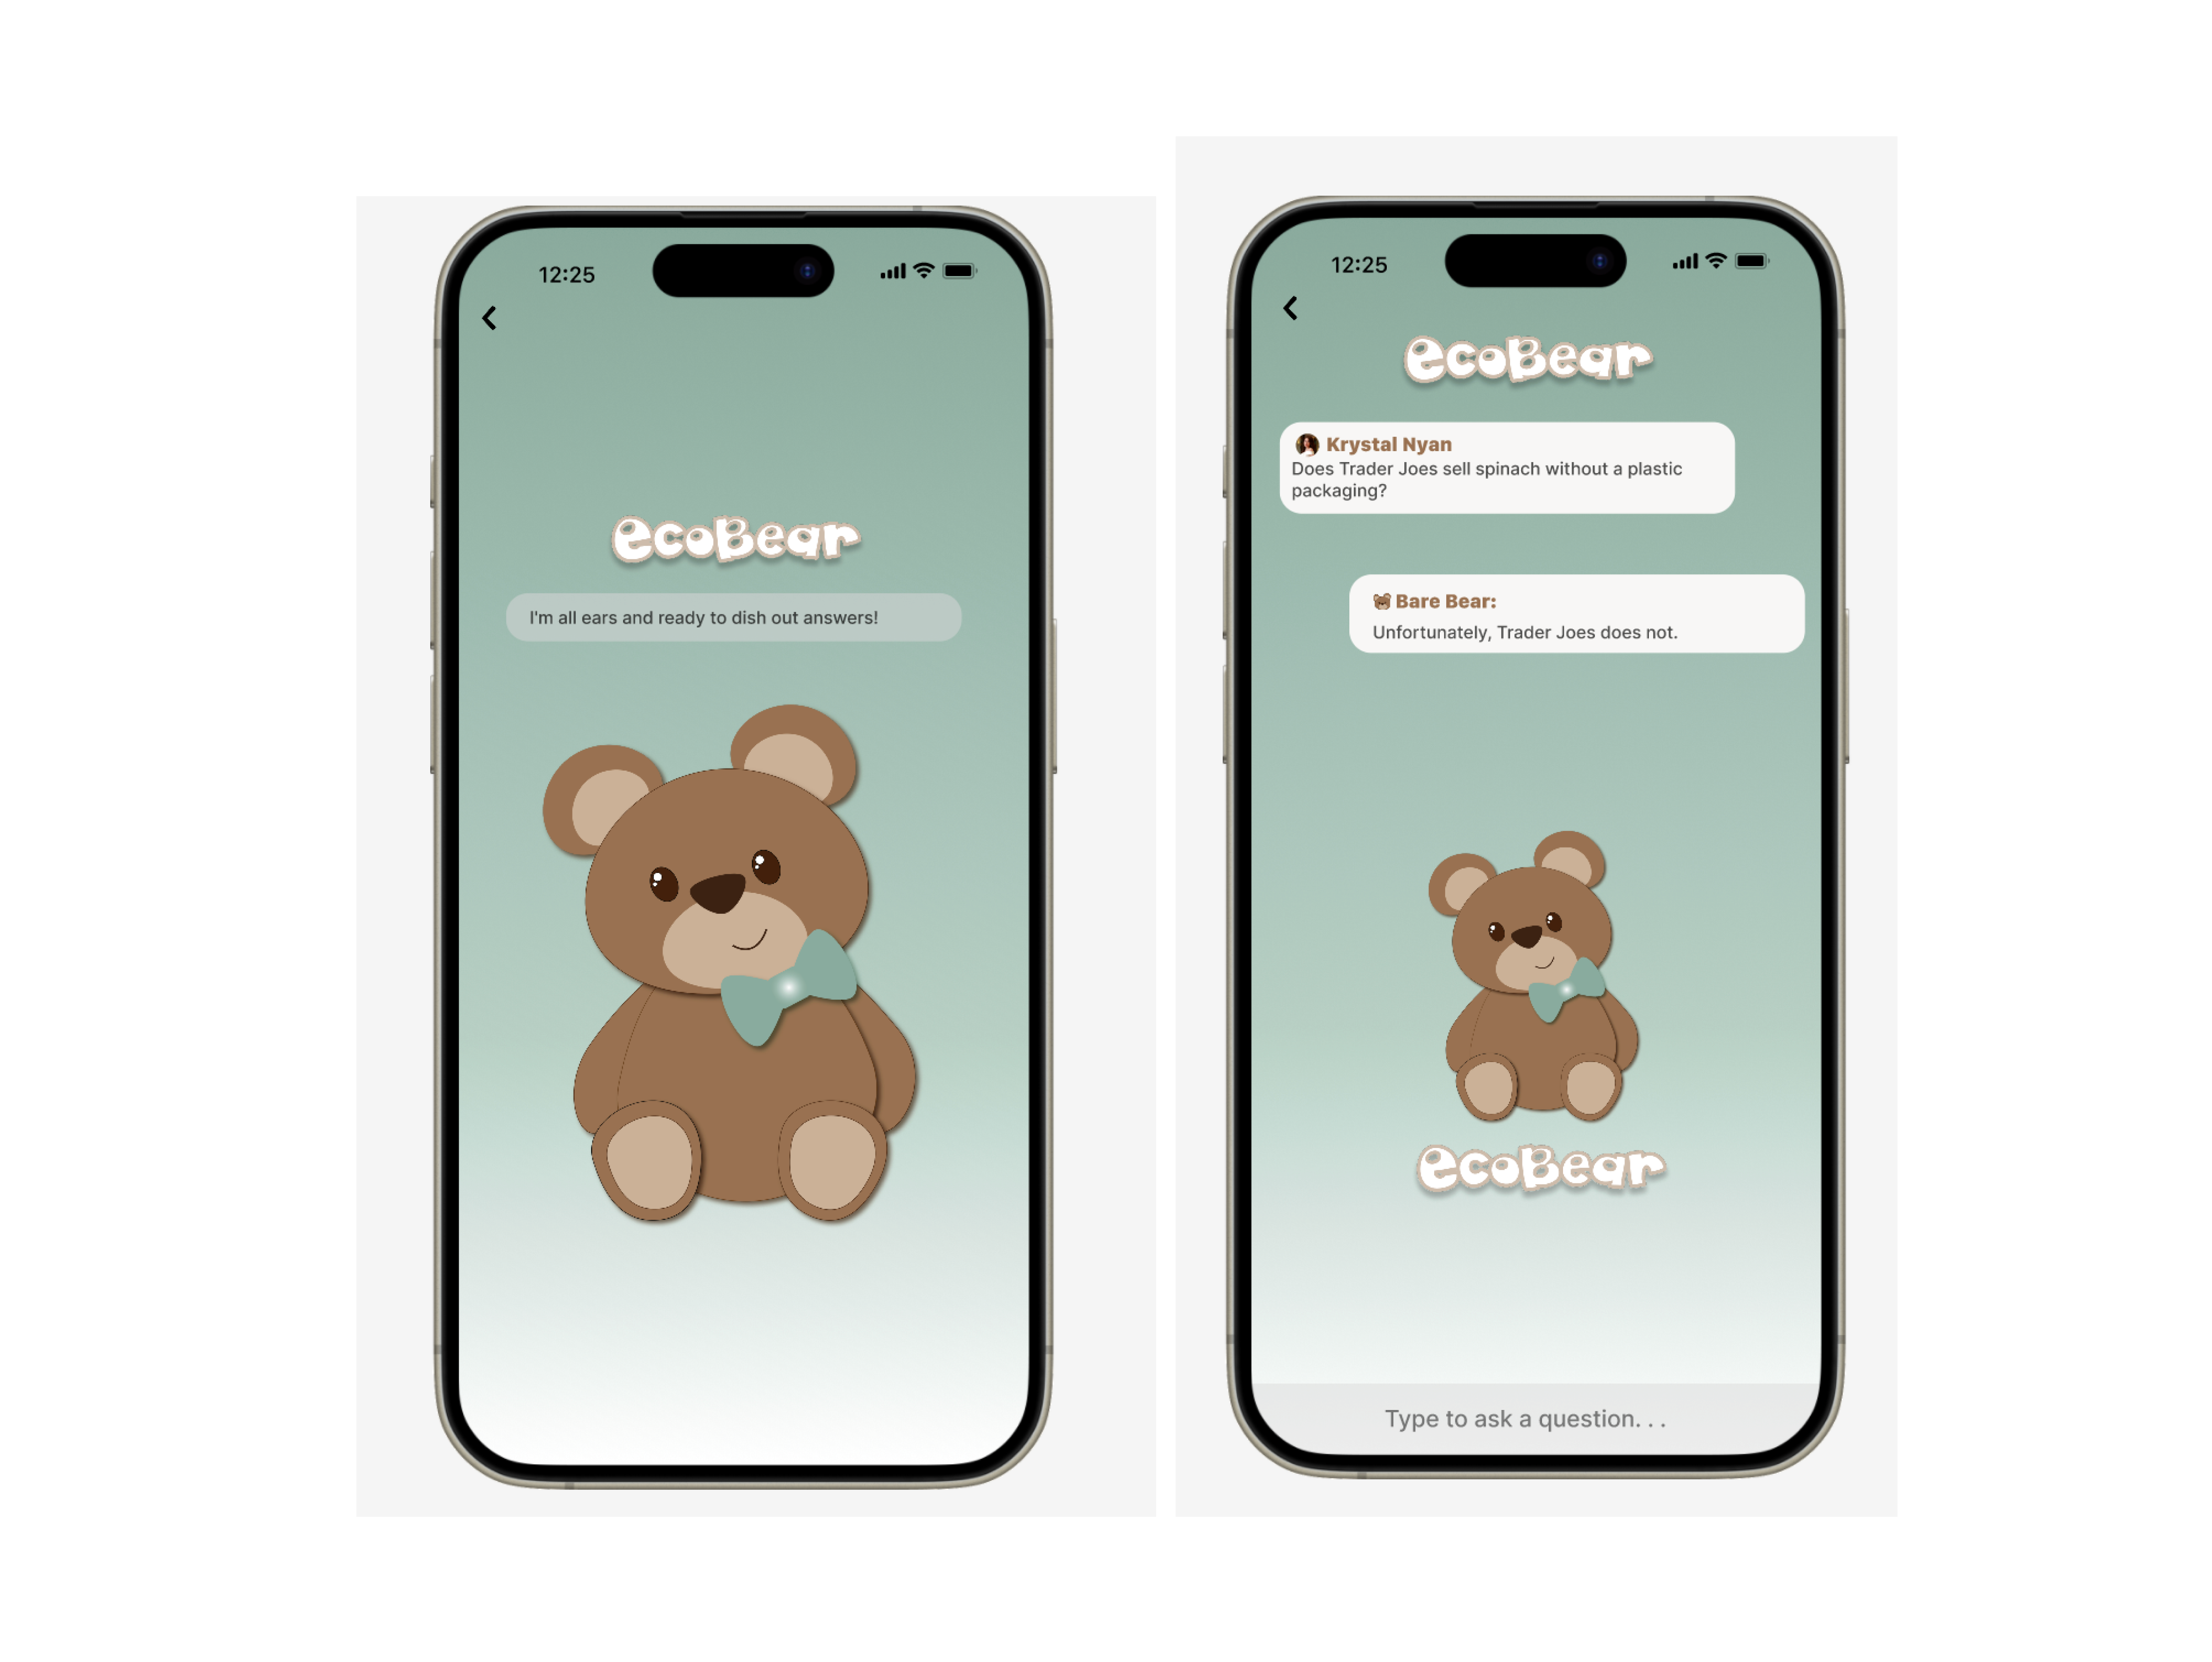 12:25
ecoBear
I'm all ears and ready to dish out answers!
12:25
ecoBear
Krystal Nyan
Does Trader Joes sell spinach without a plastic
packaging?
Bare Bear:
Unfortunately, Trader Joes does not.
ecoBear
Type to ask a question. . .